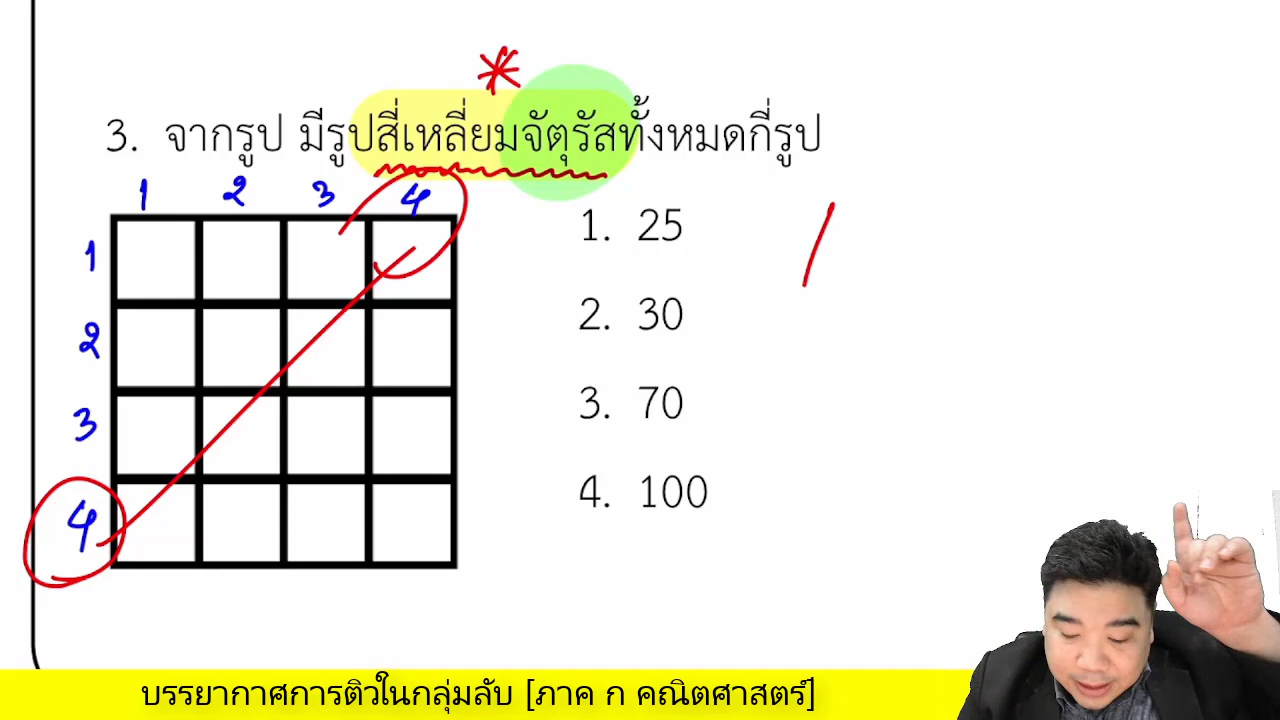 3. จากรูป มีรูปสี่เหลี่ยมจัตุรัสทั้งหมดกี่รูป
1 2 3 4
1
2
3
4
1. 25
2. 30
3. 70
4. 100
บรรยากาศการติวในกลุ่มลับ [ภาค ก คณิตศาสตร์]